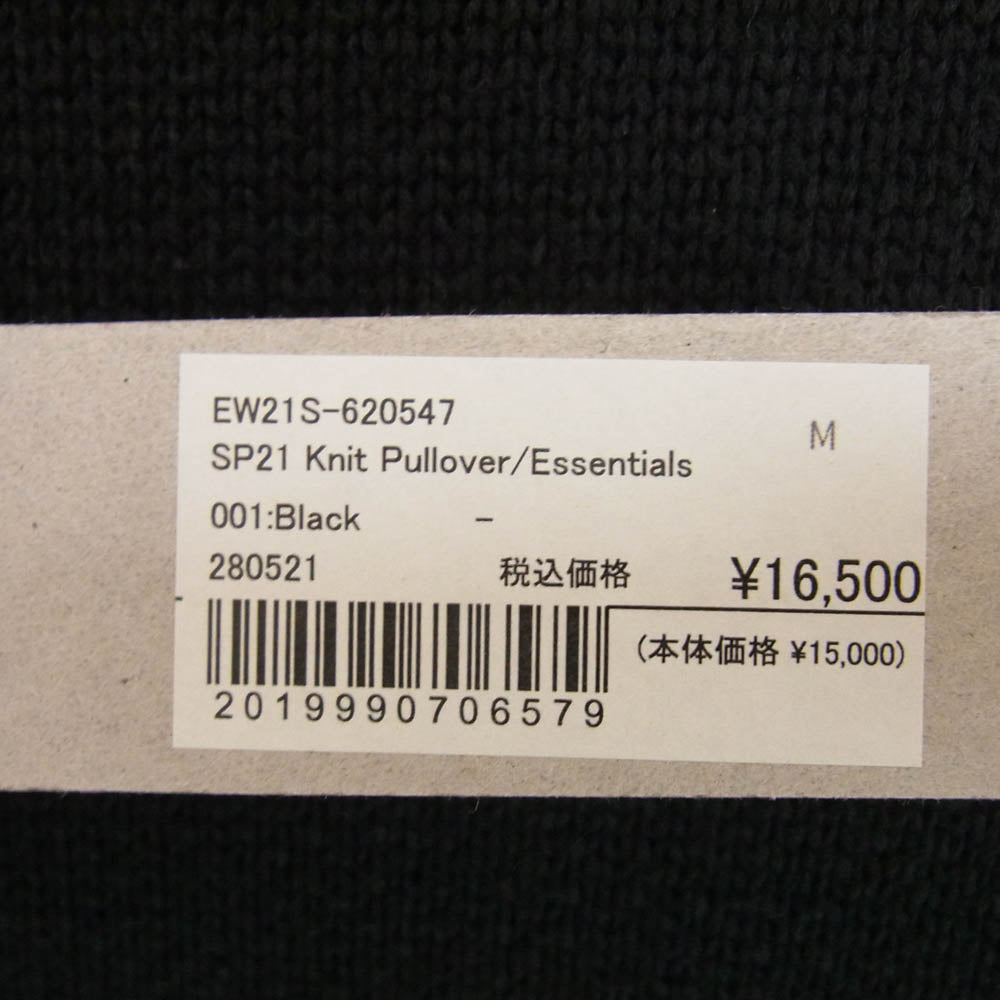 EW21S-620547
M
SP21 Knit Pullover/Essentials
001:Black -
280521 税込価格 ¥16,500
(本体価格 ¥15,000)
2019990706579